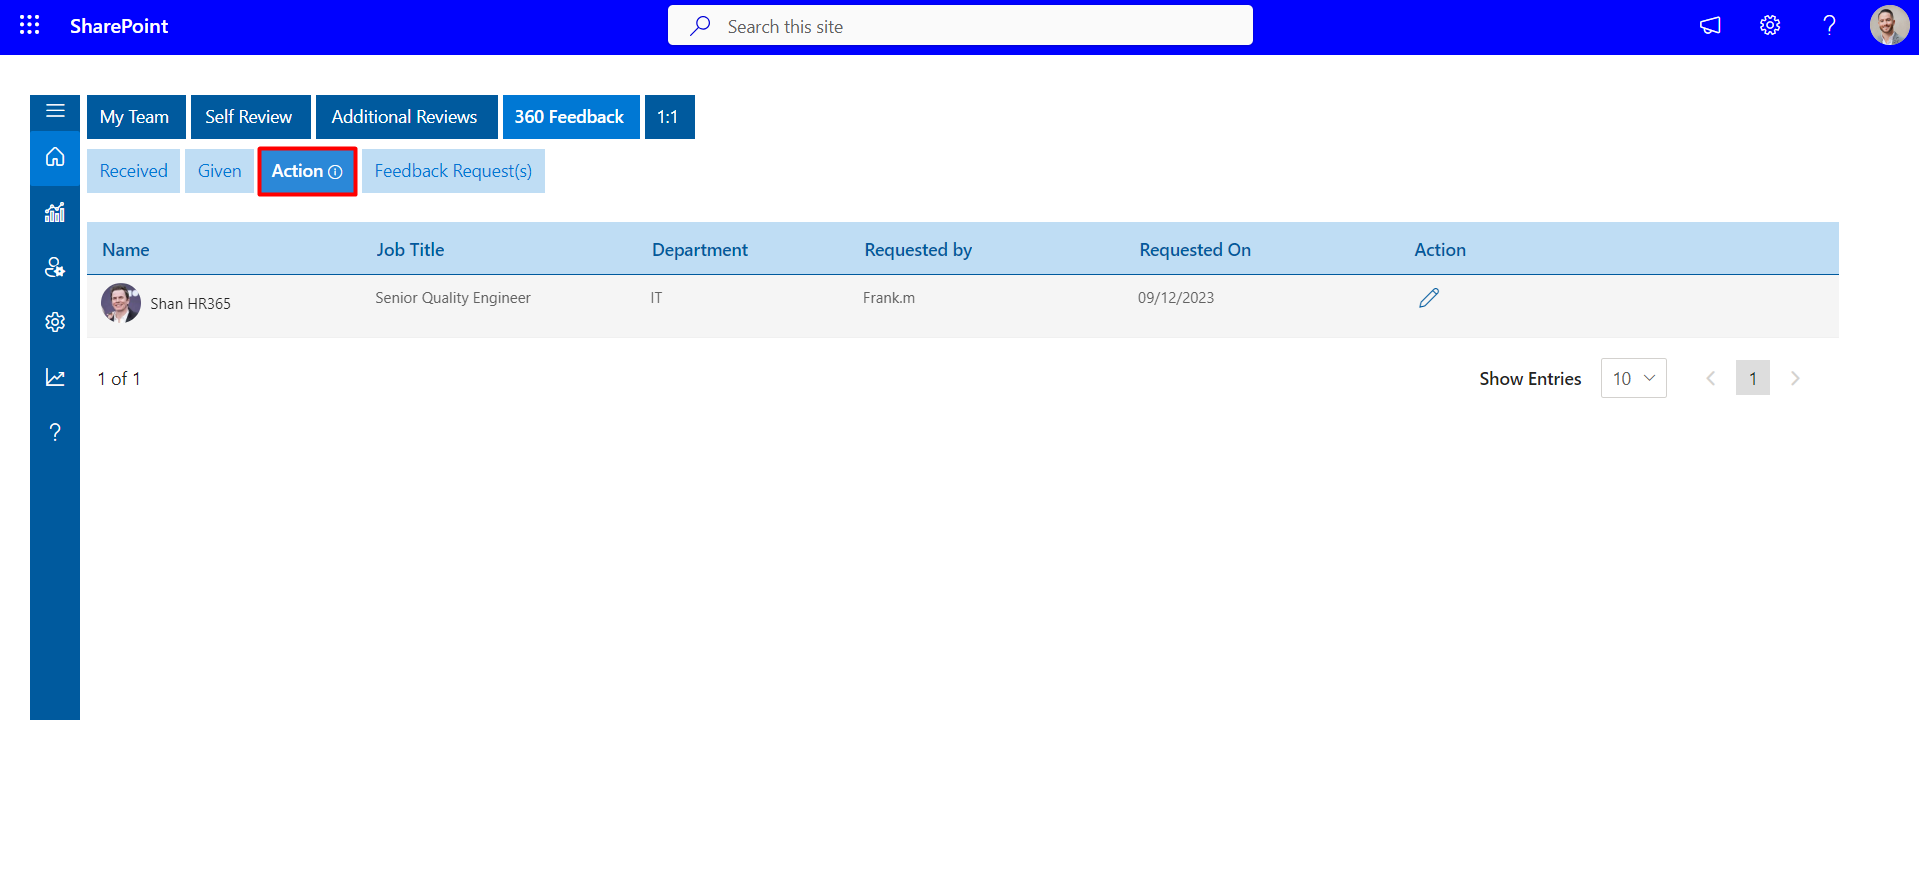 SharePoint
Search this site
My Team
Self Review
Additional Reviews
360 Feedback
1:1
Received
Given
Action
Feedback Request(s)
Name
Job Title
Department
Requested by
Requested On
Action
Shan HR365
Senior Quality Engineer
IT
Frank.m
09/12/2023
1 of 1
Show Entries
10
1